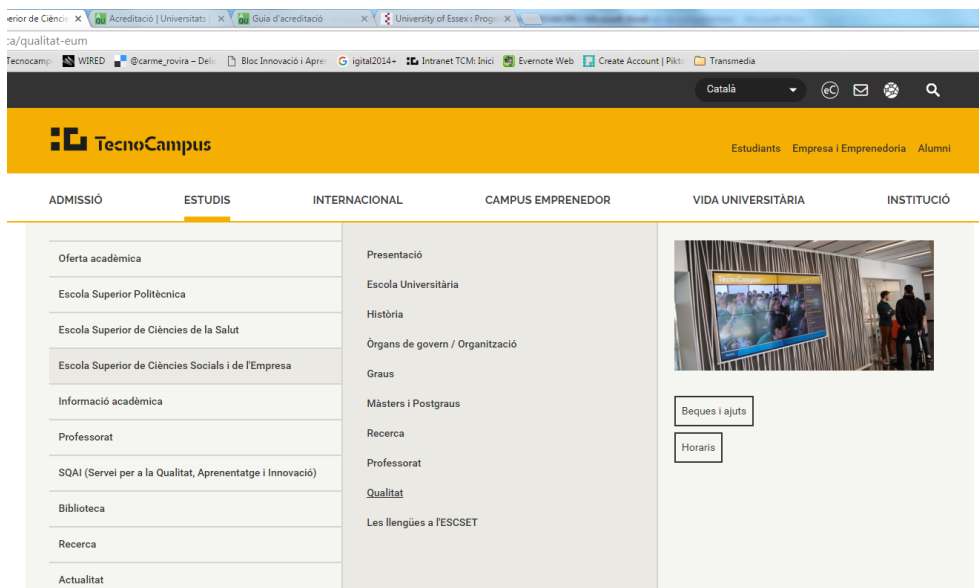 erior de Ciència
Acreditació | Universitats
Guia d'acreditació
University of Essex : Progr
ca/qualitat-eum
Tecnocamp
WIRED
@carme_rovira – Deli
Bloc Innovació i Apre
igital2014+
Intranet TCM: Inici
Evernote Web
Create Account | Pikt
Transmedia
Català
eC
TecnoCampus
Estudiants Empresa i Emprenedoria Alumni
ADMISSIÓ ESTUDIS INTERNACIONAL CAMPUS EMPRENEDOR VIDA UNIVERSITÀRIA INSTITUCIÓ
Oferta acadèmica
Escola Superior Politècnica
Escola Superior de Ciències de la Salut
Escola Superior de Ciències Socials i de l'Empresa
Informació acadèmica
Professorat
SQAI (Servei per a la Qualitat, Aprenentatge i Innovació)
Biblioteca
Recerca
Actualitat
Presentació
Escola Universitària
Història
Òrgans de govern / Organització
Graus
Màsters i Postgraus
Recerca
Professorat
Qualitat
Les llengües a l'ESCSET
TecnoCampus
Beques i ajuts
Horaris